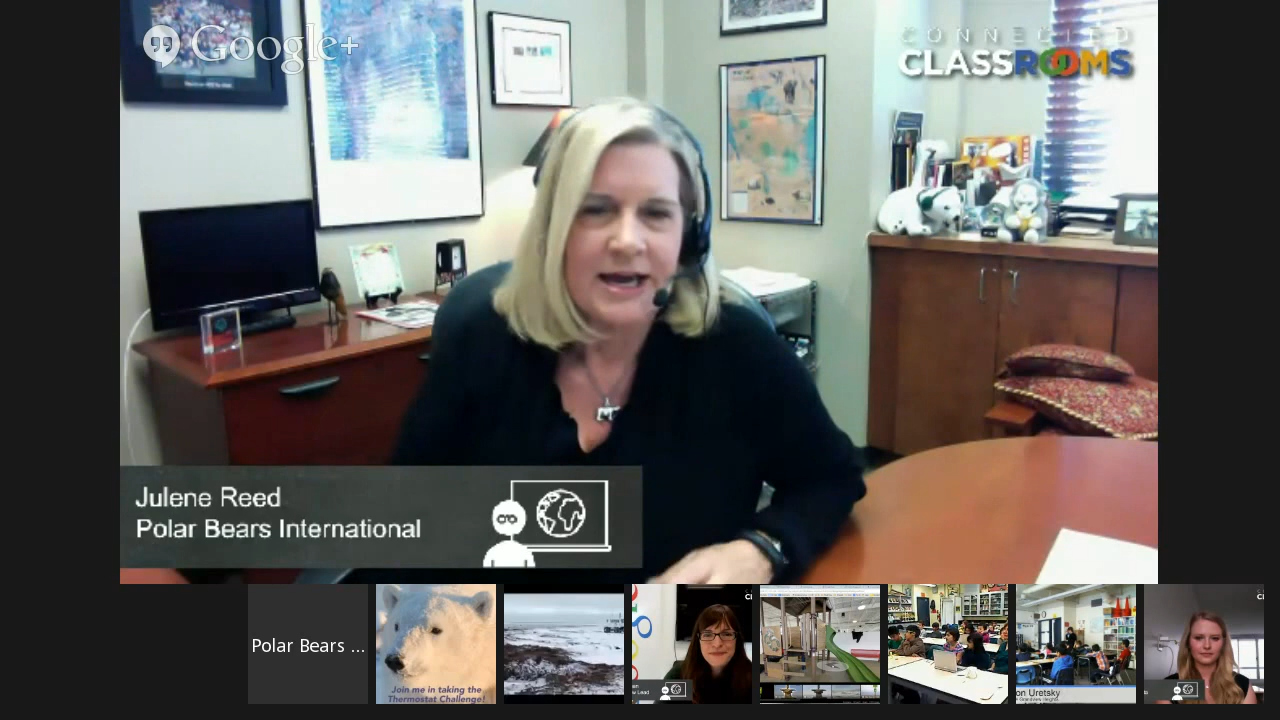 Google+
CONNECTED
CLASSROOMS
Julene Reed
Polar Bears International
Polar Bears ...
Join me in taking the
Thermostat Challenge!
on Uretsky